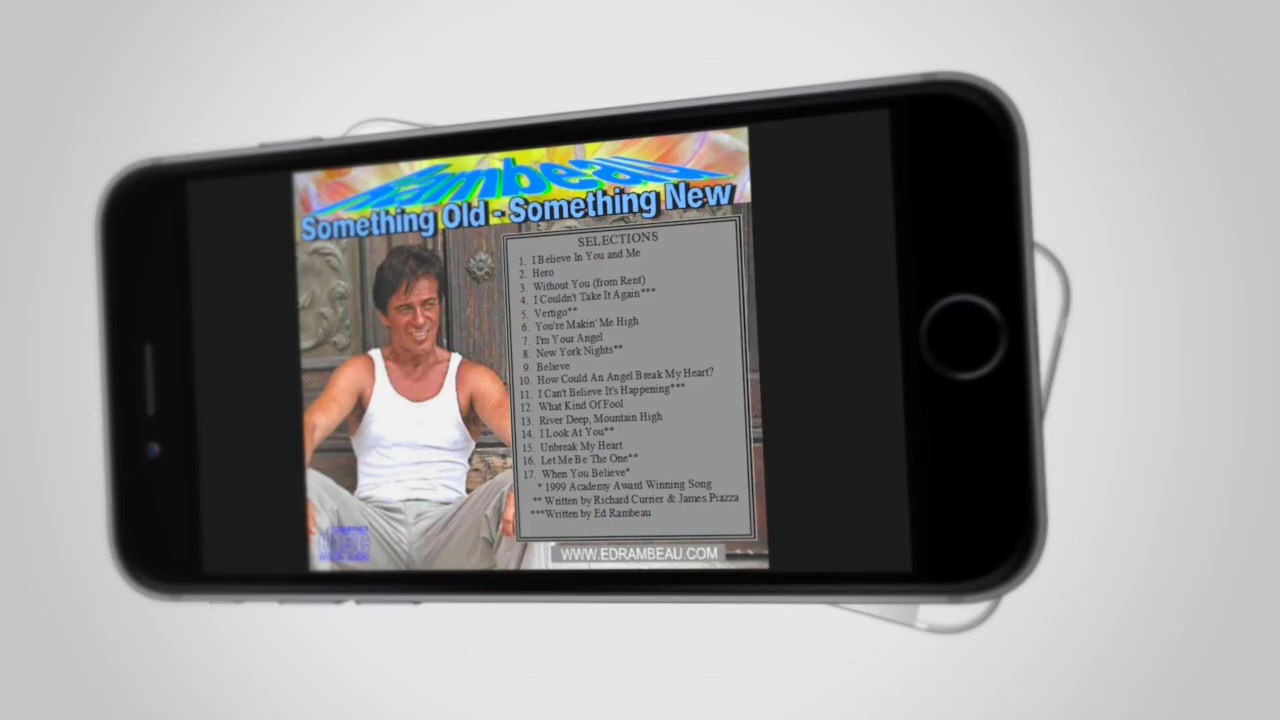 Rambeau
Something Old - Something New
SELECTIONS
1. I Believe In You and Me
2. Hero
3. Without You (from Rent)
4. I Couldn't Take It Again***
5. Vertigo**
6. You're Makin' Me High
7. I'm Your Angel
8. New York Nights**
9. Believe
10. How Could An Angel Break My Heart?
11. I Can't Believe It's Happening***
12. What Kind Of Fool
13. River Deep, Mountain High
14. I Look At You**
15. Unbreak My Heart
16. Let Me Be The One**
17. When You Believe*
* 1999 Academy Award Winning Song
** Written by Richard Currier & James Piazza
***Written by Ed Rambeau
WWW.EDRAMBEAU.COM